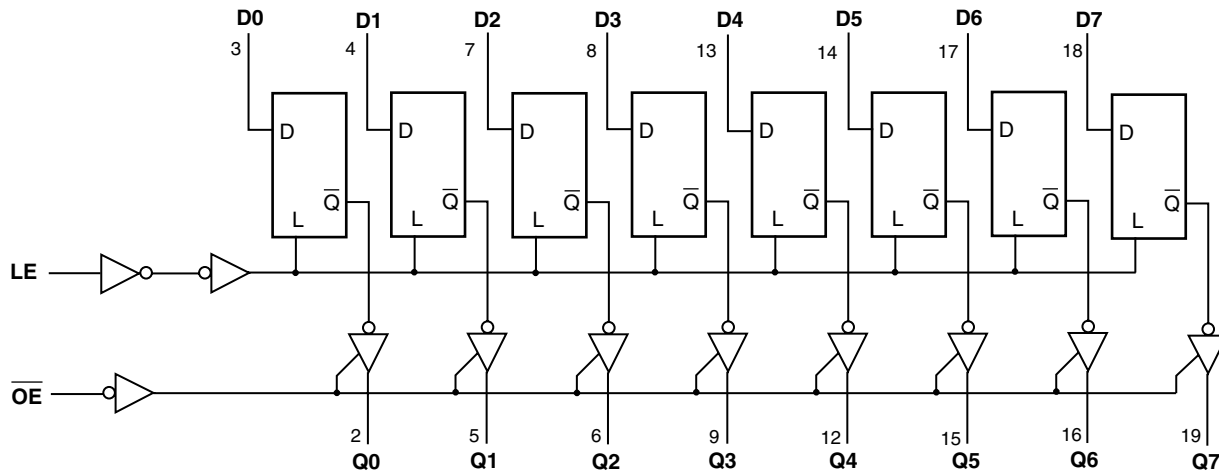 D0 D1 D2 D3 D4 D5 D6 D7
3 4 7 8 13 14 17 18
D D D D D D D D
Q̅ Q̅ Q̅ Q̅ Q̅ Q̅ Q̅ Q̅
L L L L L L L L
LE
O̅E̅
2 5 6 9 12 15 16 19
Q0 Q1 Q2 Q3 Q4 Q5 Q6 Q7